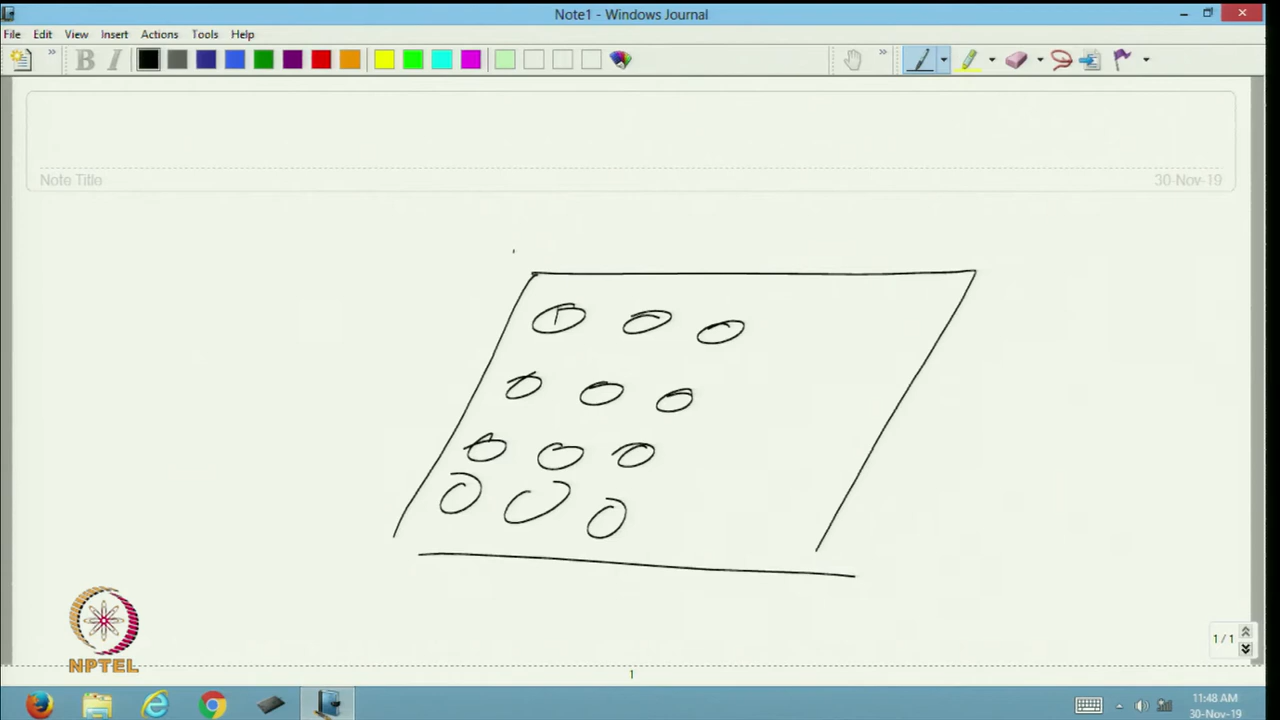 Note1 - Windows Journal
File Edit View Insert Actions Tools Help
B I
Note Title
30-Nov-19
1 / 1
NPTEL
1
11:48 AM
30-Nov-19